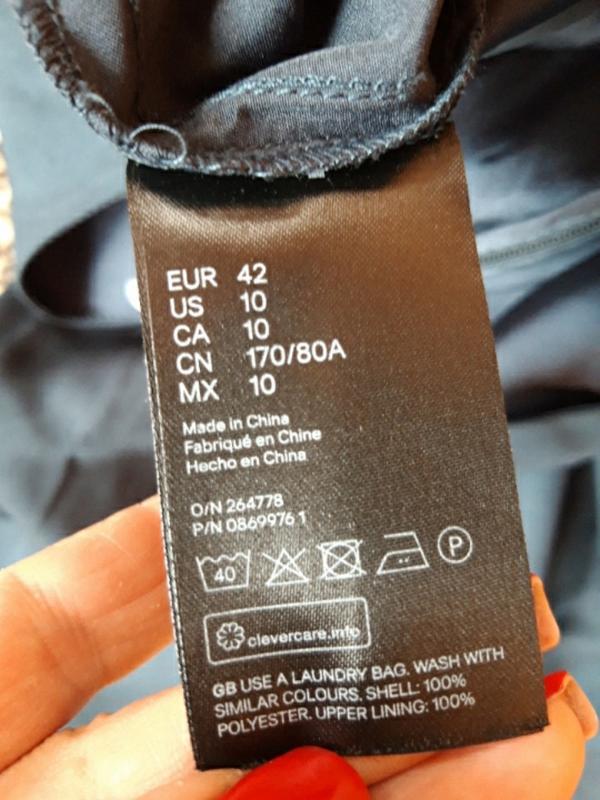 EUR 42
US 10
CA 10
CN 170/80A
MX 10
Made in China
Fabriqué en Chine
Hecho en China
O/N 264778
P/N 0869976 1
40 P
clevercare.info
GB USE A LAUNDRY BAG. WASH WITH
SIMILAR COLOURS. SHELL: 100%
POLYESTER. UPPER LINING: 100%